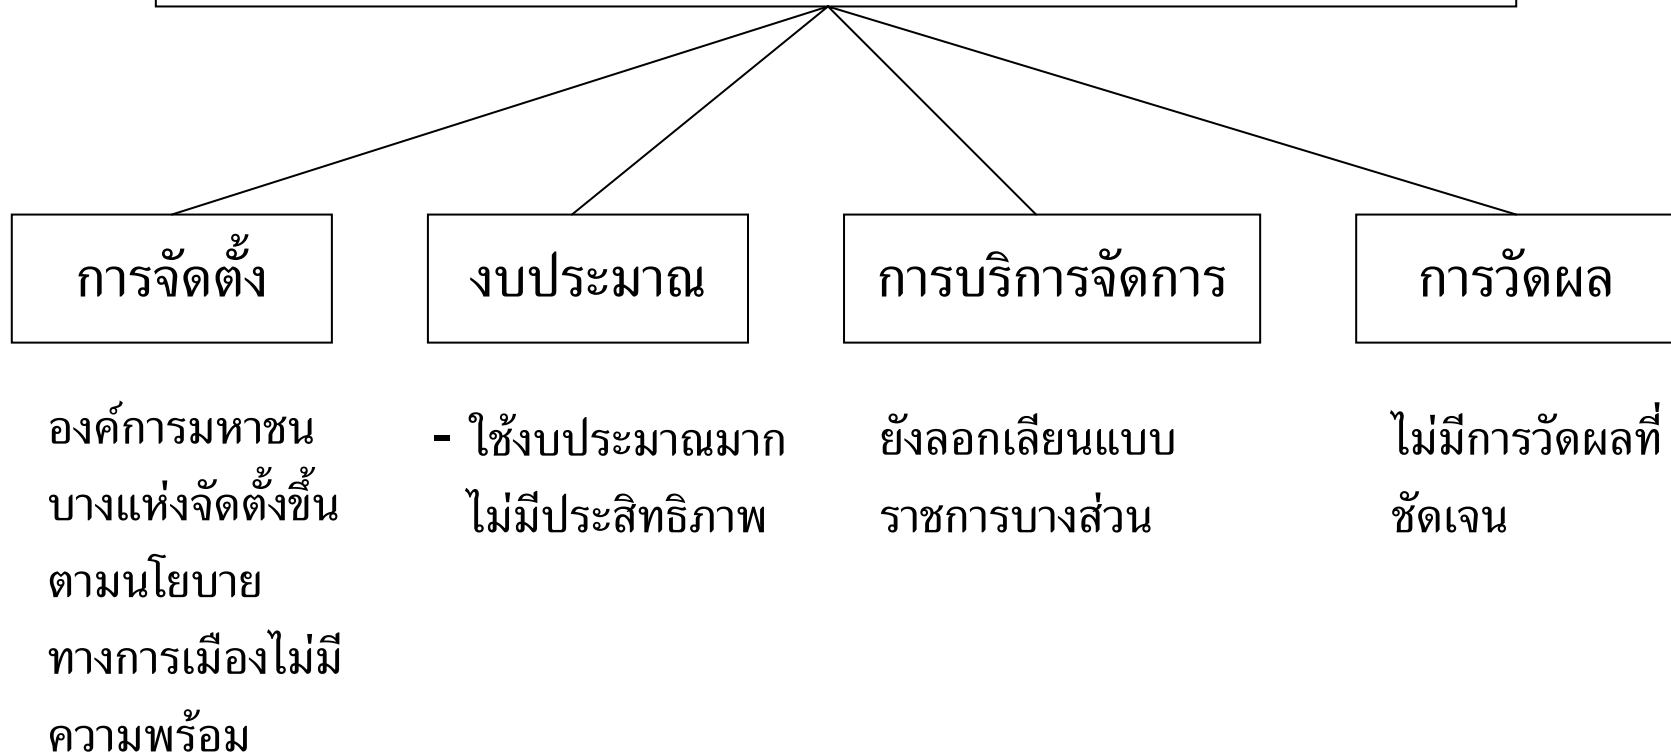 การจัดตั้ง
งบประมาณ
การบริการจัดการ
การวัดผล
องค์การมหาชน
บางแห่งจัดตั้งขึ้น
ตามนโยบาย
ทางการเมืองไม่มี
ความพร้อม
- ใช้งบประมาณมาก
ไม่มีประสิทธิภาพ
ยังลอกเลียนแบบ
ราชการบางส่วน
ไม่มีการวัดผลที่
ชัดเจน